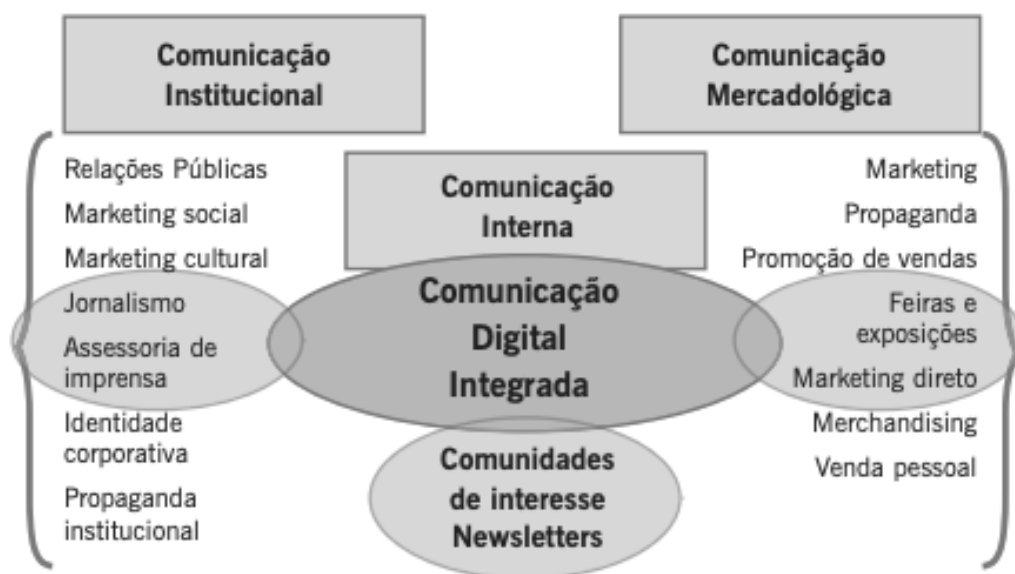 Comunicação
Institucional
Comunicação
Mercadológica
Relações Públicas
Marketing social
Marketing cultural
Jornalismo
Assessoria de
imprensa
Identidade
corporativa
Propaganda
institucional
Comunicação
Interna
Comunicação
Digital
Integrada
Comunidades
de interesse
Newsletters
Marketing
Propaganda
Promoção de vendas
Feiras e
exposições
Marketing direto
Merchandising
Venda pessoal